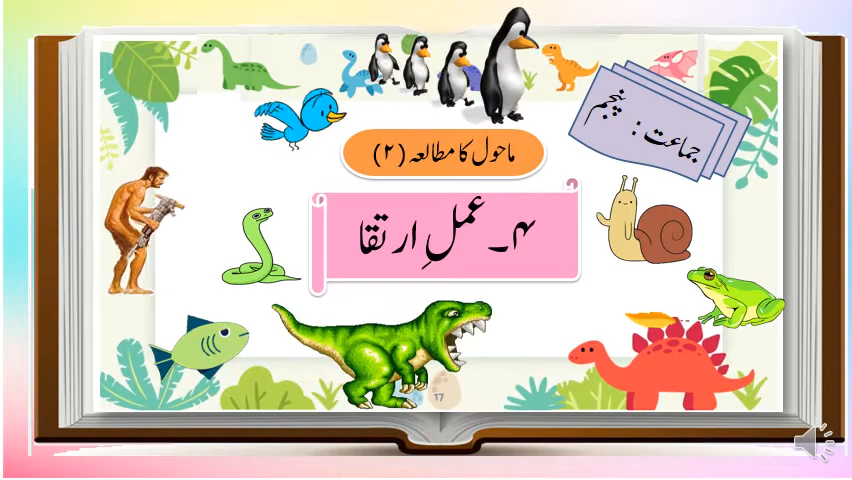 جماعت : پنجم
ماحول کا مطالعہ (۲)
۴۔ عملِ ارتقا
17